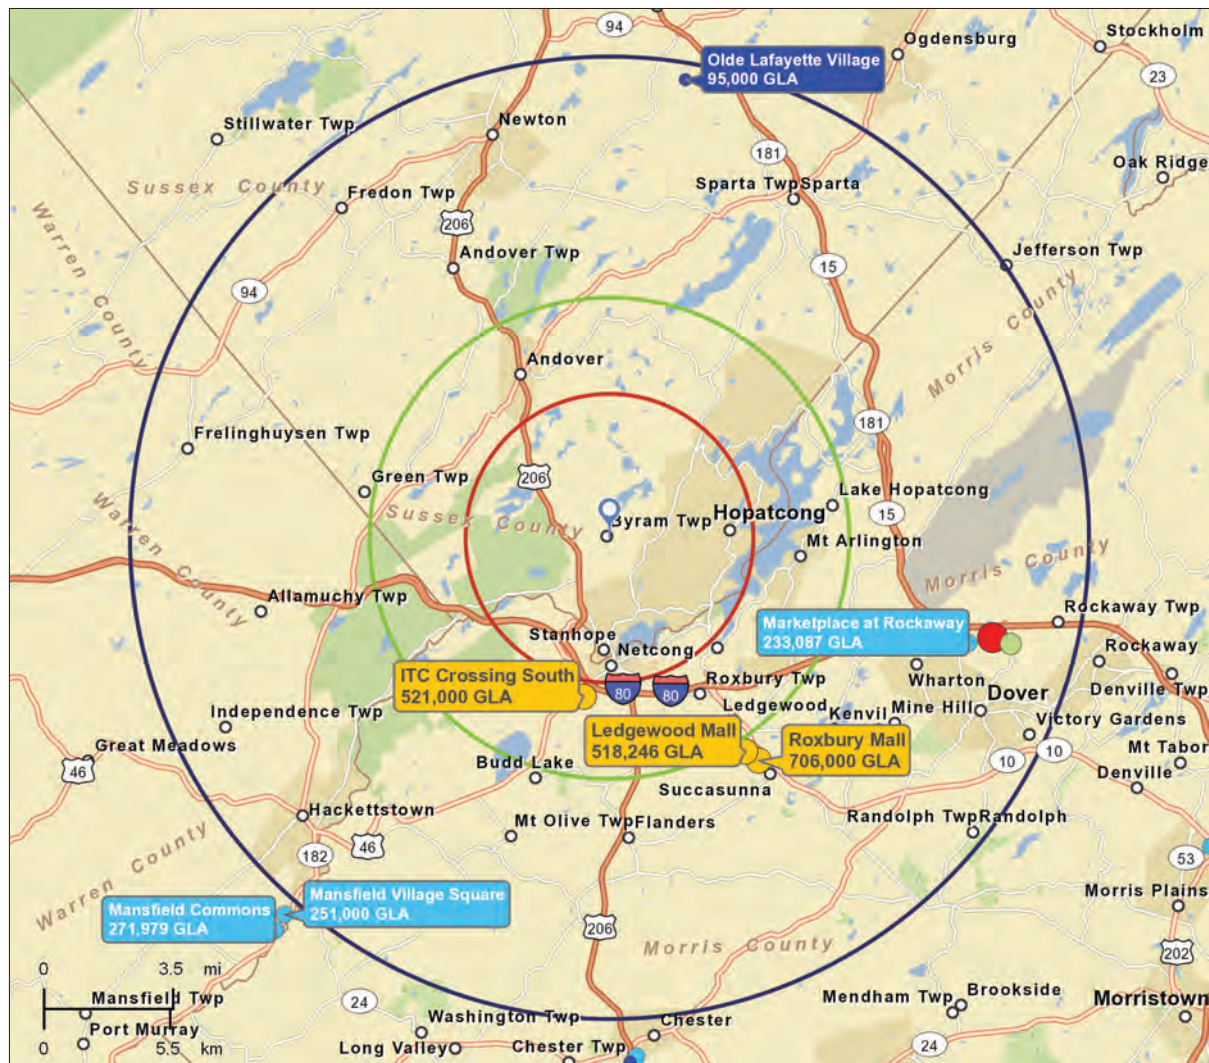 94
Ogdensburg
Stockholm
Olde Lafayette Village
95,000 GLA
23
Stillwater Twp
Newton
181
Oak Ridge
Sussex County
Fredon Twp
Sparta Twp
Sparta
Warren County
206
Andover Twp
15
Jefferson Twp
94
Morris County
Andover
181
Frelinghuysen Twp
Green Twp
206
Lake Hopatcong
Warren County
Sussex County
Byram Twp
Hopatcong
15
Mt Arlington
Morris County
Allamuchy Twp
Marketplace at Rockaway
233,087 GLA
Rockaway Twp
Stanhope
Netcong
Rockaway
ITC Crossing South
521,000 GLA
80
80
Roxbury Twp
Wharton
Denville Twp
Independence Twp
Ledgewood
Kenvil
Mine Hill
Dover
Victory Gardens
Great Meadows
46
Ledgewood Mall
518,246 GLA
Roxbury Mall
706,000 GLA
10
10
Mt Tabor
Budd Lake
Succasunna
Denville
Hackettstown
Mt Olive Twp
Flanders
Randolph Twp
Randolph
46
182
53
Warren County
Mansfield Village Square
251,000 GLA
Mansfield Commons
271,979 GLA
Morris Plains
206
Morris County
202
0 3.5 mi
Mansfield Twp
24
Mendham Twp
Brookside
Morristown
Port Murray
Washington Twp
Chester
0 5.5 km
Long Valley
Chester Twp
24